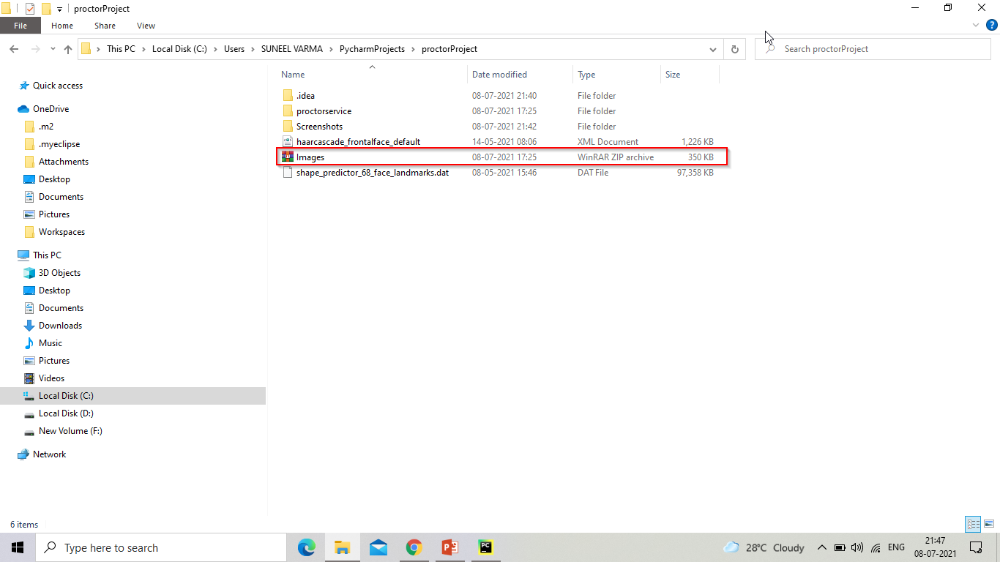 proctorProject
File Home Share View
This PC Local Disk (C:) Users SUNEEL VARMA PycharmProjects proctorProject
Search proctorProject
Quick access
OneDrive
.m2
.myeclipse
Attachments
Desktop
Documents
Pictures
Workspaces
This PC
3D Objects
Desktop
Documents
Downloads
Music
Pictures
Videos
Local Disk (C:)
Local Disk (D:)
New Volume (F:)
Network
Name Date modified Type Size
.idea 08-07-2021 21:40 File folder
proctorservice 08-07-2021 17:25 File folder
Screenshots 08-07-2021 21:42 File folder
haarcascade_frontalface_default 14-05-2021 08:06 XML Document 1,226 KB
Images 08-07-2021 17:25 WinRAR ZIP archive 350 KB
shape_predictor_68_face_landmarks.dat 08-05-2021 15:46 DAT File 97,358 KB
6 items
Type here to search
28°C Cloudy
ENG
21:47
08-07-2021